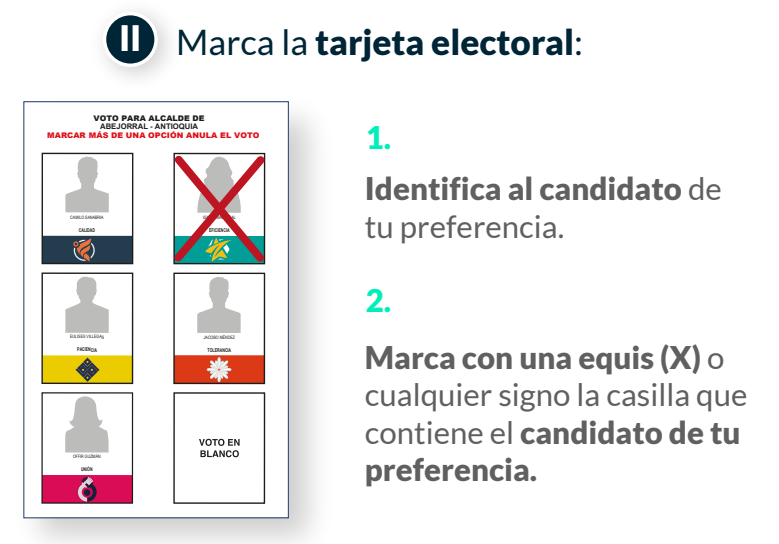 II Marca la tarjeta electoral:
VOTO PARA ALCALDE DE
ABEJORRAL - ANTIOQUIA
MARCAR MÁS DE UNA OPCIÓN ANULA EL VOTO
CAMILO SANABRIA
CALIDAD
EFICIENCIA
EULISES VILLEGAS
PACIENCIA
JACOBO MÉNDEZ
TOLERANCIA
OFFIR GUZMÁN
UNIÓN
VOTO EN
BLANCO
1.
Identifica al candidato de
tu preferencia.
2.
Marca con una equis (X) o
cualquier signo la casilla que
contiene el candidato de tu
preferencia.